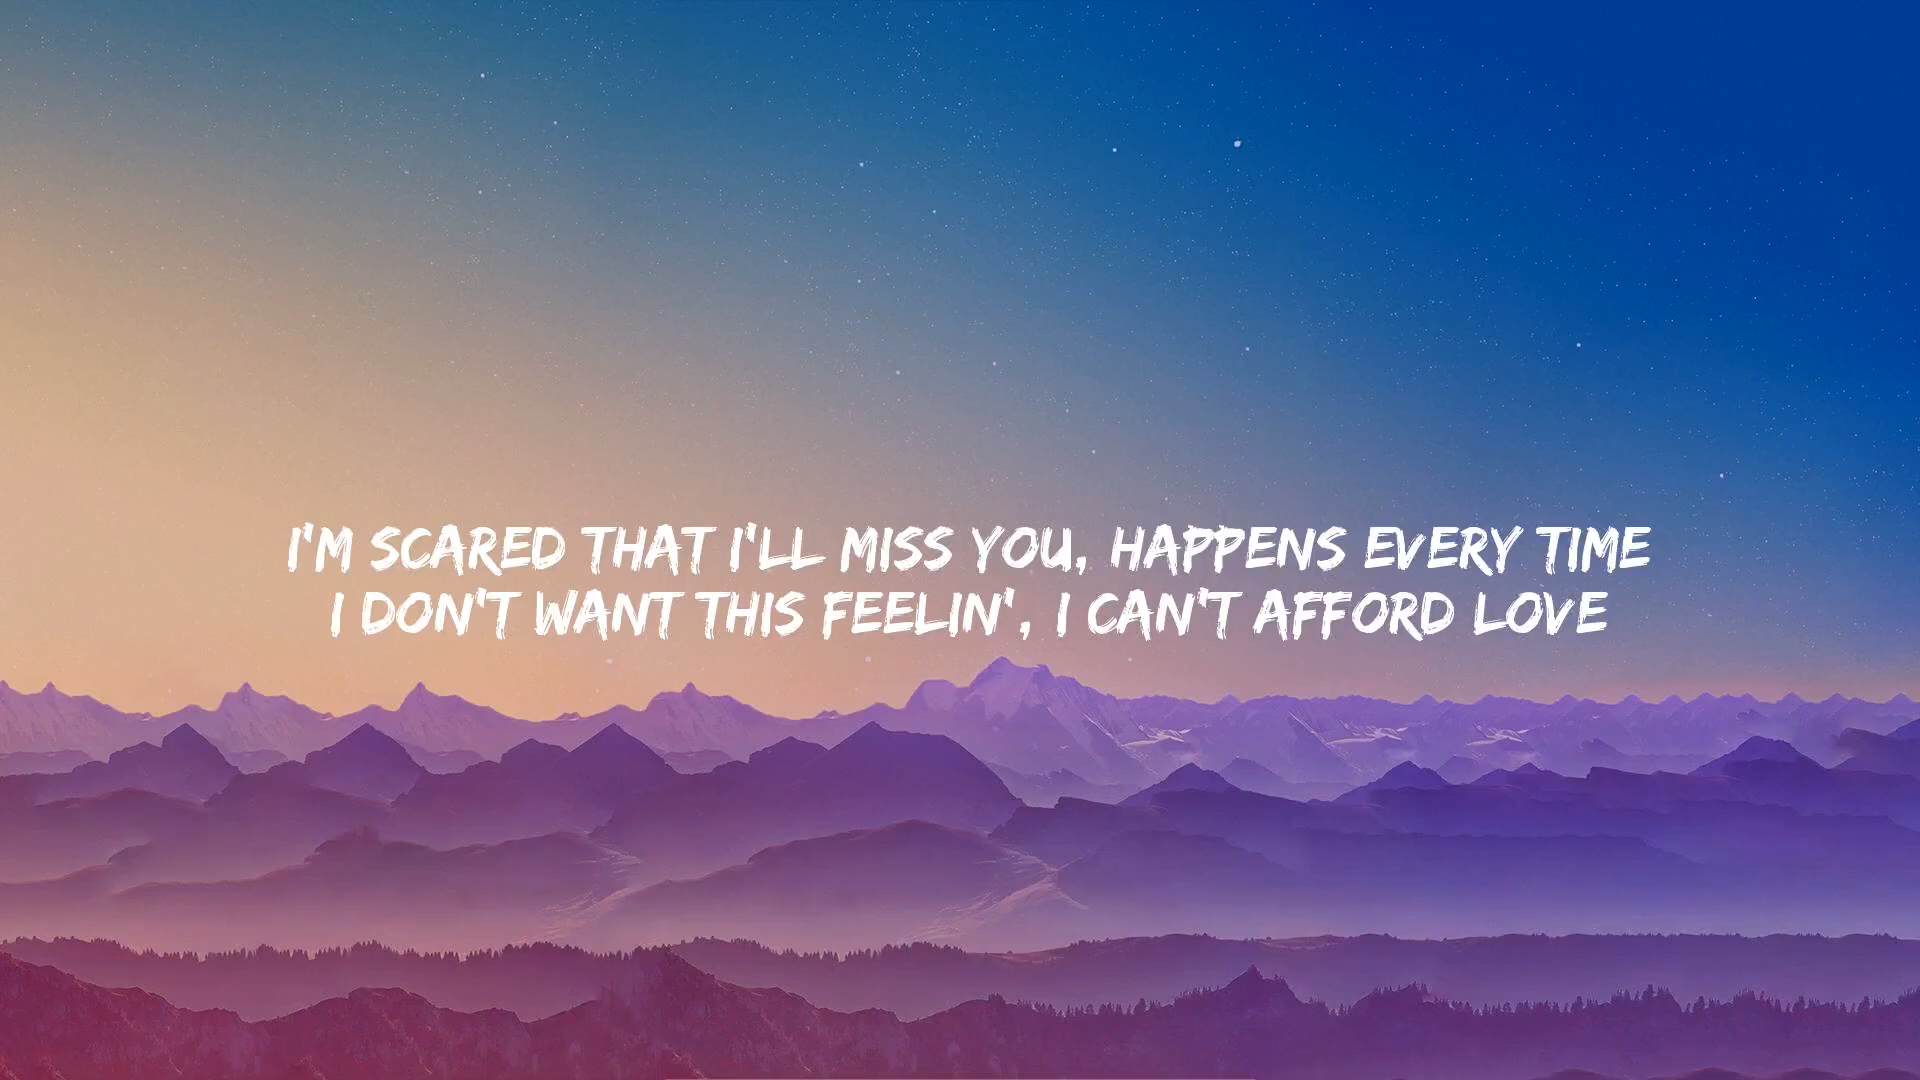 I'M SCARED THAT I'LL MISS YOU, HAPPENS EVERY TIME
I DON'T WANT THIS FEELIN', I CAN'T AFFORD LOVE